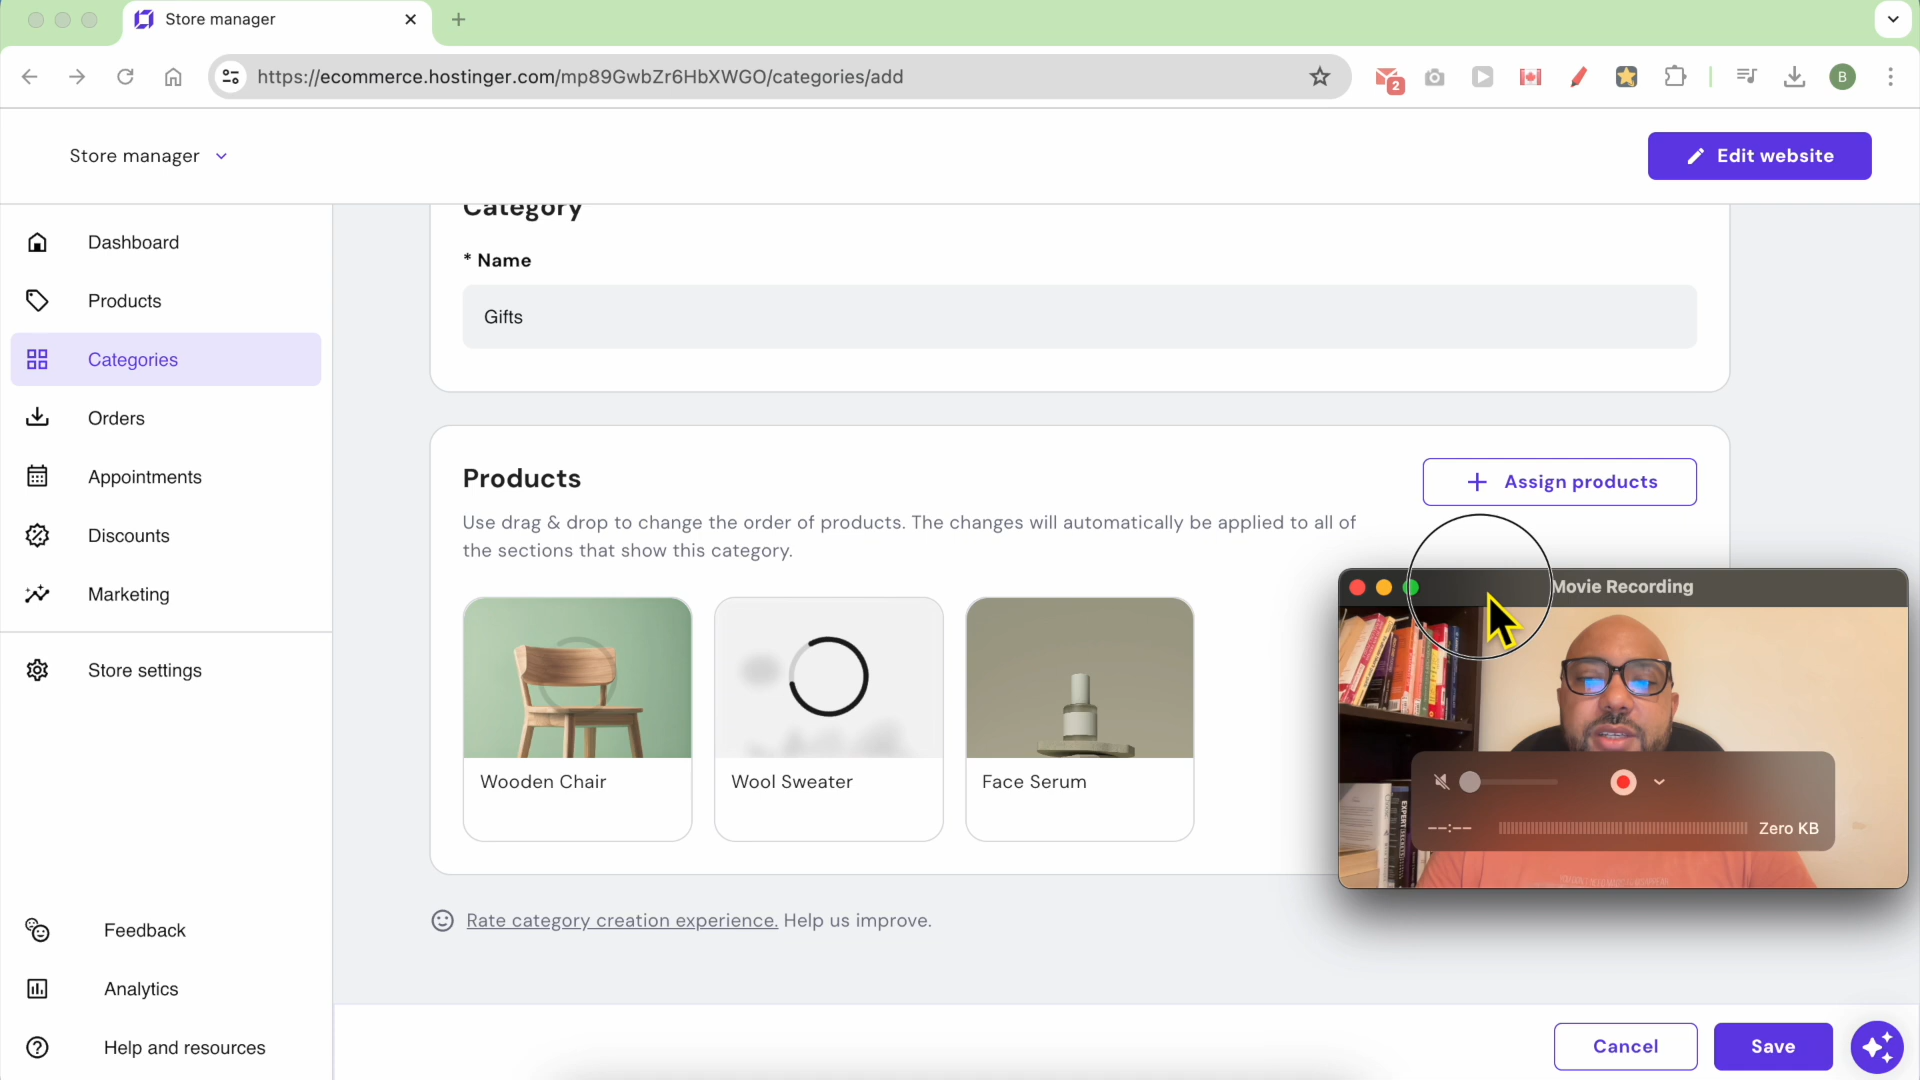 Store manager
https://ecommerce.hostinger.com/mp89GwbZr6HbXWGO/categories/add
2
B
Store manager
Edit website
Dashboard
Products
Categories
Orders
Appointments
Discounts
Marketing
Store settings
Feedback
Analytics
Help and resources
Category
* Name
Gifts
Products
Assign products
Use drag & drop to change the order of products. The changes will automatically be applied to all of
the sections that show this category.
Wooden Chair
Wool Sweater
Face Serum
Movie Recording
--:--
Zero KB
EXPERT
Rate category creation experience. Help us improve.
Cancel
Save